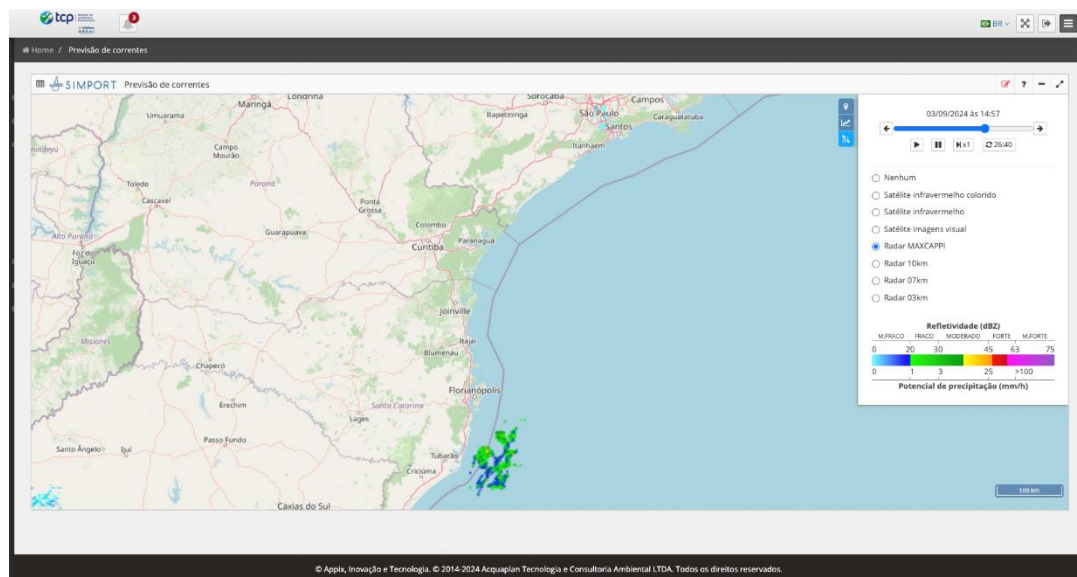 tcp
3
BR
Home / Previsão de correntes
SIMPORT Previsão de correntes
?
Londrina
Maringá
Umuarama
Sorocaba
Campos
Itapetininga
São Paulo
Caraguatatuba
Santos
Itanhaem
Campo
Mourão
Toledo
Paraná
Cascavel
Ponta
Grossa
Alto Paraná
Guarapuava
Colombo
Curitiba
Paranaguá
Foz do
Iguaçu
Joinville
Misiones
Itajaí
Blumenau
Chapecó
Florianópolis
Erechim
Santa Catarina
Lages
Passo Fundo
Santo Ângelo
Ijuí
Tubarão
Criciúma
Caxias do Sul
03/09/2024 às 14:57
x1
26:40
Nenhum
Satélite infravermelho colorido
Satélite infravermelho
Satélite imagens visual
Radar MAXCAPPI
Radar 10km
Radar 07km
Radar 03km
Refletividade (dBZ)
M.FRACO FRACO MODERADO FORTE M.FORTE
0 20 30 45 63 75
0 1 3 25 >100
Potencial de precipitação (mm/h)
100 km
© Appix, Inovação e Tecnologia. © 2014-2024 Acquaplan Tecnologia e Consultoria Ambiental LTDA. Todos os direitos reservados.